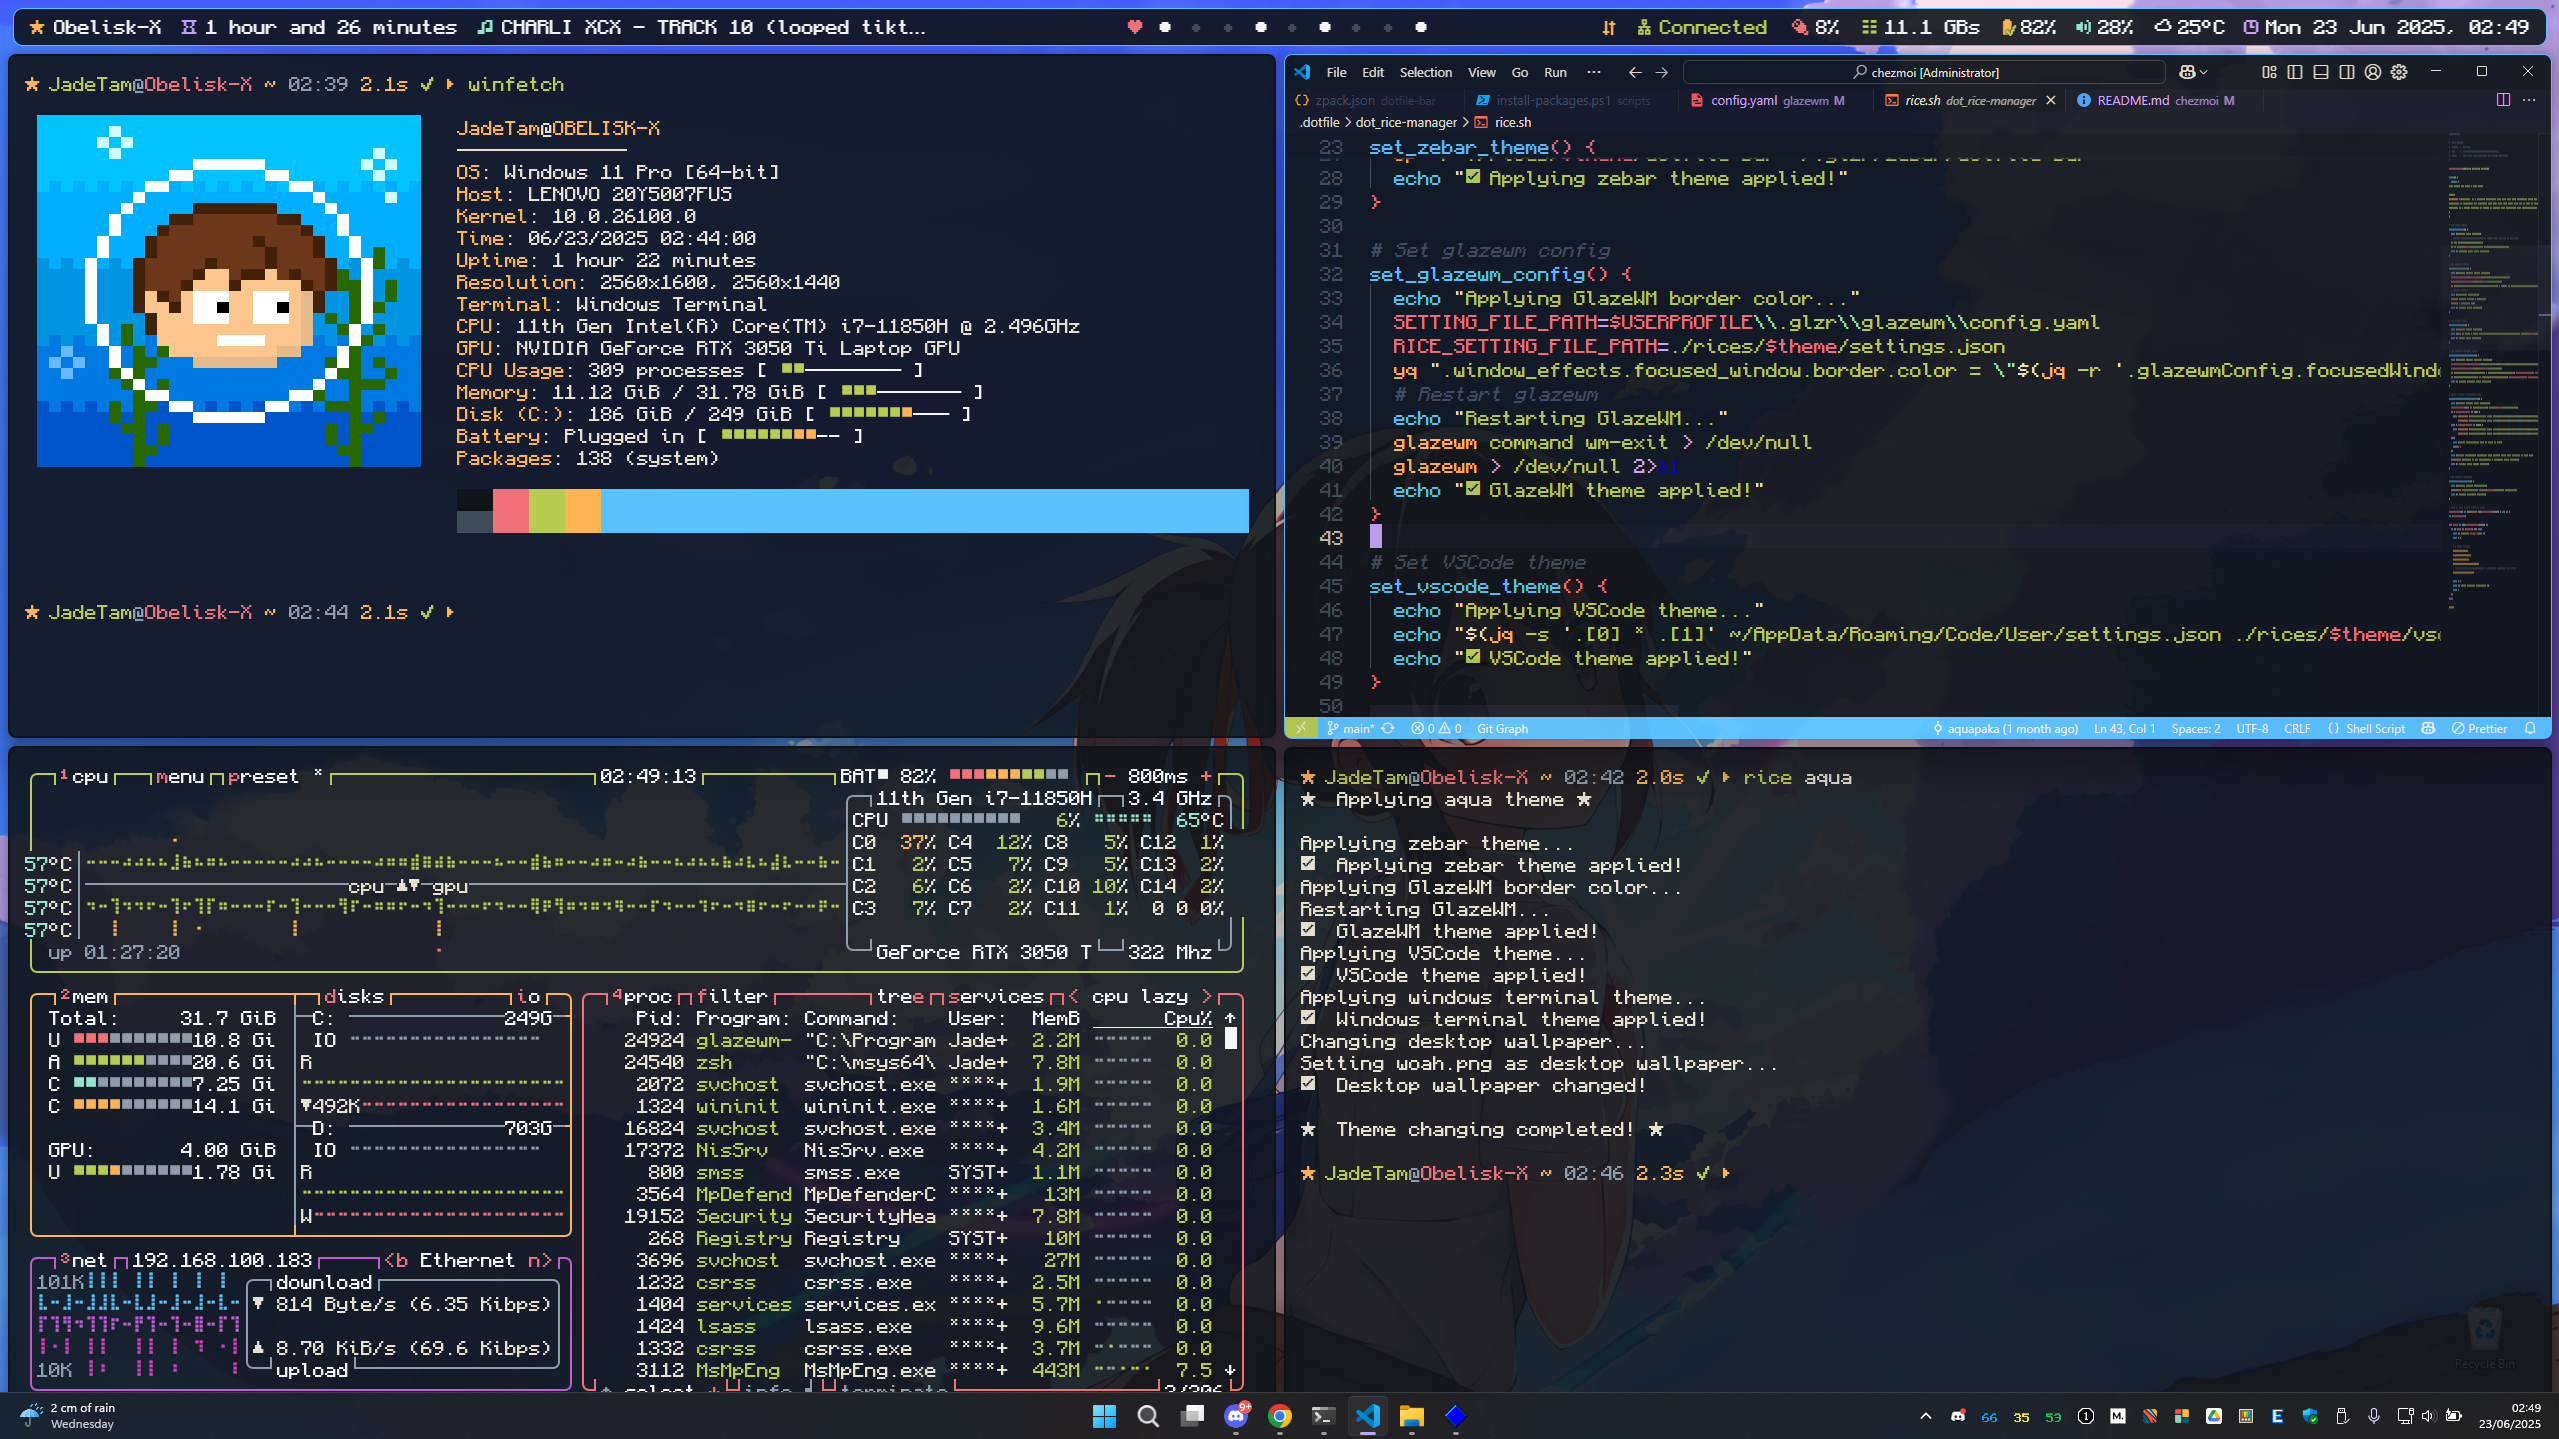 Obelisk-X 1 hour and 26 minutes CHARLI XCX - TRACK 10 (looped tikt...
Connected 8% 11.1 GBs 82% 28% 25°C Mon 23 Jun 2025, 02:49
JadeTam@Obelisk-X ~ 02:39 2.1s ✓ winfetch
JadeTam@OBELISK-X
OS: Windows 11 Pro [64-bit]
Host: LENOVO 20Y5007FUS
Kernel: 10.0.26100.0
Time: 06/23/2025 02:44:00
Uptime: 1 hour 22 minutes
Resolution: 2560x1600, 2560x1440
Terminal: Windows Terminal
CPU: 11th Gen Intel(R) Core(TM) i7-11850H @ 2.496GHz
GPU: NVIDIA GeForce RTX 3050 Ti Laptop GPU
CPU Usage: 309 processes [ ]
Memory: 11.12 GiB / 31.78 GiB [ ]
Disk (C:): 186 GiB / 249 GiB [ ]
Battery: Plugged in [ -- ]
Packages: 138 (system)
JadeTam@Obelisk-X ~ 02:44 2.1s ✓
File Edit Selection View Go Run ... chezmoi [Administrator]
zpack.json dotfile-bar install-packages.ps1 scripts config.yaml glazewm M rice.sh dot_rice-manager README.md chezmoi M
.dotfile > dot_rice-manager > rice.sh
23 set_zebar_theme() {
28 echo "✅ Applying zebar theme applied!"
29 }
30
31 # Set glazewm config
32 set_glazewm_config() {
33 echo "Applying GlazeWM border color..."
34 SETTING_FILE_PATH=$USERPROFILE\\.glzr\\glazewm\\config.yaml
35 RICE_SETTING_FILE_PATH=./rices/$theme/settings.json
36 yq ".window_effects.focused_window.border.color = \"$(jq -r '.glazewmConfig.focusedWind
37 # Restart glazewm
38 echo "Restarting GlazeWM..."
39 glazewm command wm-exit > /dev/null
40 glazewm > /dev/null 2>&1
41 echo "✅ GlazeWM theme applied!"
42 }
43
44 # Set VSCode theme
45 set_vscode_theme() {
46 echo "Applying VSCode theme..."
47 echo "$(jq -s '.[0] * .[1]' ~/AppData/Roaming/Code/User/settings.json ./rices/$theme/vs
48 echo "✅ VSCode theme applied!"
49 }
50
main* 0 0 Git Graph aquapaka (1 month ago) Ln 43, Col 1 Spaces: 2 UTF-8 CRLF {} Shell Script Prettier
1cpu menu preset * 02:49:13 BAT 82% - 800ms +
11th Gen i7-11850H 3.4 GHz
CPU 6% 65°C
C0 37% C4 12% C8 5% C12 1%
57°C C1 2% C5 7% C9 5% C13 2%
57°C cpu ▲▼ gpu C2 6% C6 2% C10 10% C14 2%
57°C C3 7% C7 2% C11 1% 0 0 0%
57°C
up 01:27:20 GeForce RTX 3050 T 322 Mhz
2mem disks io
Total: 31.7 GiB C: 249G
U 10.8 Gi IO
A 20.6 Gi R
C 7.25 Gi
C 14.1 Gi ▼492K
D: 703G
GPU: 4.00 GiB IO
U 1.78 Gi R
W
4proc filter tree services < cpu lazy >
Pid: Program: Command: User: MemB Cpu% ↑
24924 glazewm- "C:\Program Jade+ 2.2M 0.0
24540 zsh "C:\msys64\ Jade+ 7.8M 0.0
2072 svchost svchost.exe ****+ 1.9M 0.0
1324 wininit wininit.exe ****+ 1.6M 0.0
16824 svchost svchost.exe ****+ 3.4M 0.0
17372 NisSrv NisSrv.exe ****+ 4.2M 0.0
800 smss smss.exe SYST+ 1.1M 0.0
3564 MpDefend MpDefenderC ****+ 13M 0.0
19152 Security SecurityHea ****+ 7.8M 0.0
268 Registry Registry SYST+ 10M 0.0
3696 svchost svchost.exe ****+ 27M 0.0
1232 csrss csrss.exe ****+ 2.5M 0.0
1404 services services.ex ****+ 5.7M 0.0
1424 lsass lsass.exe ****+ 9.6M 0.0
1332 csrss csrss.exe ****+ 3.7M 0.0
3112 MsMpEng MsMpEng.exe ****+ 443M 7.5 ↓
select info terminate
3net 192.168.100.183 <b Ethernet n>
101K download
▼ 814 Byte/s (6.35 Kibps)
▲ 8.70 KiB/s (69.6 Kibps)
10K upload
JadeTam@Obelisk-X ~ 02:42 2.0s ✓ rice aqua
★ Applying aqua theme ★
Applying zebar theme...
✅ Applying zebar theme applied!
Applying GlazeWM border color...
Restarting GlazeWM...
✅ GlazeWM theme applied!
Applying VSCode theme...
✅ VSCode theme applied!
Applying windows terminal theme...
✅ Windows terminal theme applied!
Changing desktop wallpaper...
Setting woah.png as desktop wallpaper...
✅ Desktop wallpaper changed!
★ Theme changing completed! ★
JadeTam@Obelisk-X ~ 02:46 2.3s ✓
Recycle Bin
2 cm of rain
Wednesday
9+
66 35 59 1 M. E
02:49
23/06/2025